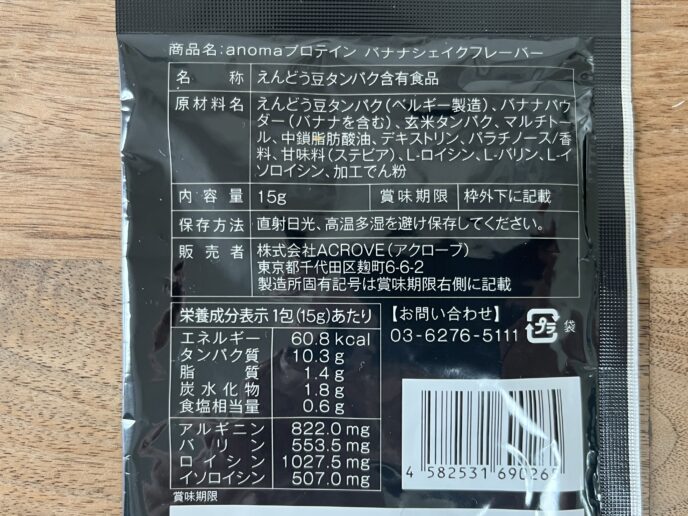 商品名：anomaプロテイン バナナシェイクフレーバー
名 称 えんどう豆タンパク含有食品
原材料名 えんどう豆タンパク(ベルギー製造)、バナナパウ
ダー(バナナを含む)、玄米タンパク、マルチトー
ル、中鎖脂肪酸油、デキストリン、パラチノース/香
料、甘味料(ステビア)、L-ロイシン、L-バリン、L-イ
ソロイシン、加工でん粉
内容量 15g 賞味期限 枠外下に記載
保存方法 直射日光、高温多湿を避け保存してください。
販売者 株式会社ACROVE(アクローブ)
東京都千代田区麹町6-6-2
製造所固有記号は賞味期限右側に記載
栄養成分表示 1包(15g)あたり
エネルギー 60.8 kcal
タンパク質 10.3 g
脂質 1.4 g
炭水化物 1.8 g
食塩相当量 0.6 g
アルギニン 822.0 mg
バリン 553.5 mg
ロイシン 1027.5 mg
イソロイシン 507.0 mg
賞味期限
【お問い合わせ】
03-6276-5111
プラ 袋
4 582531 690265